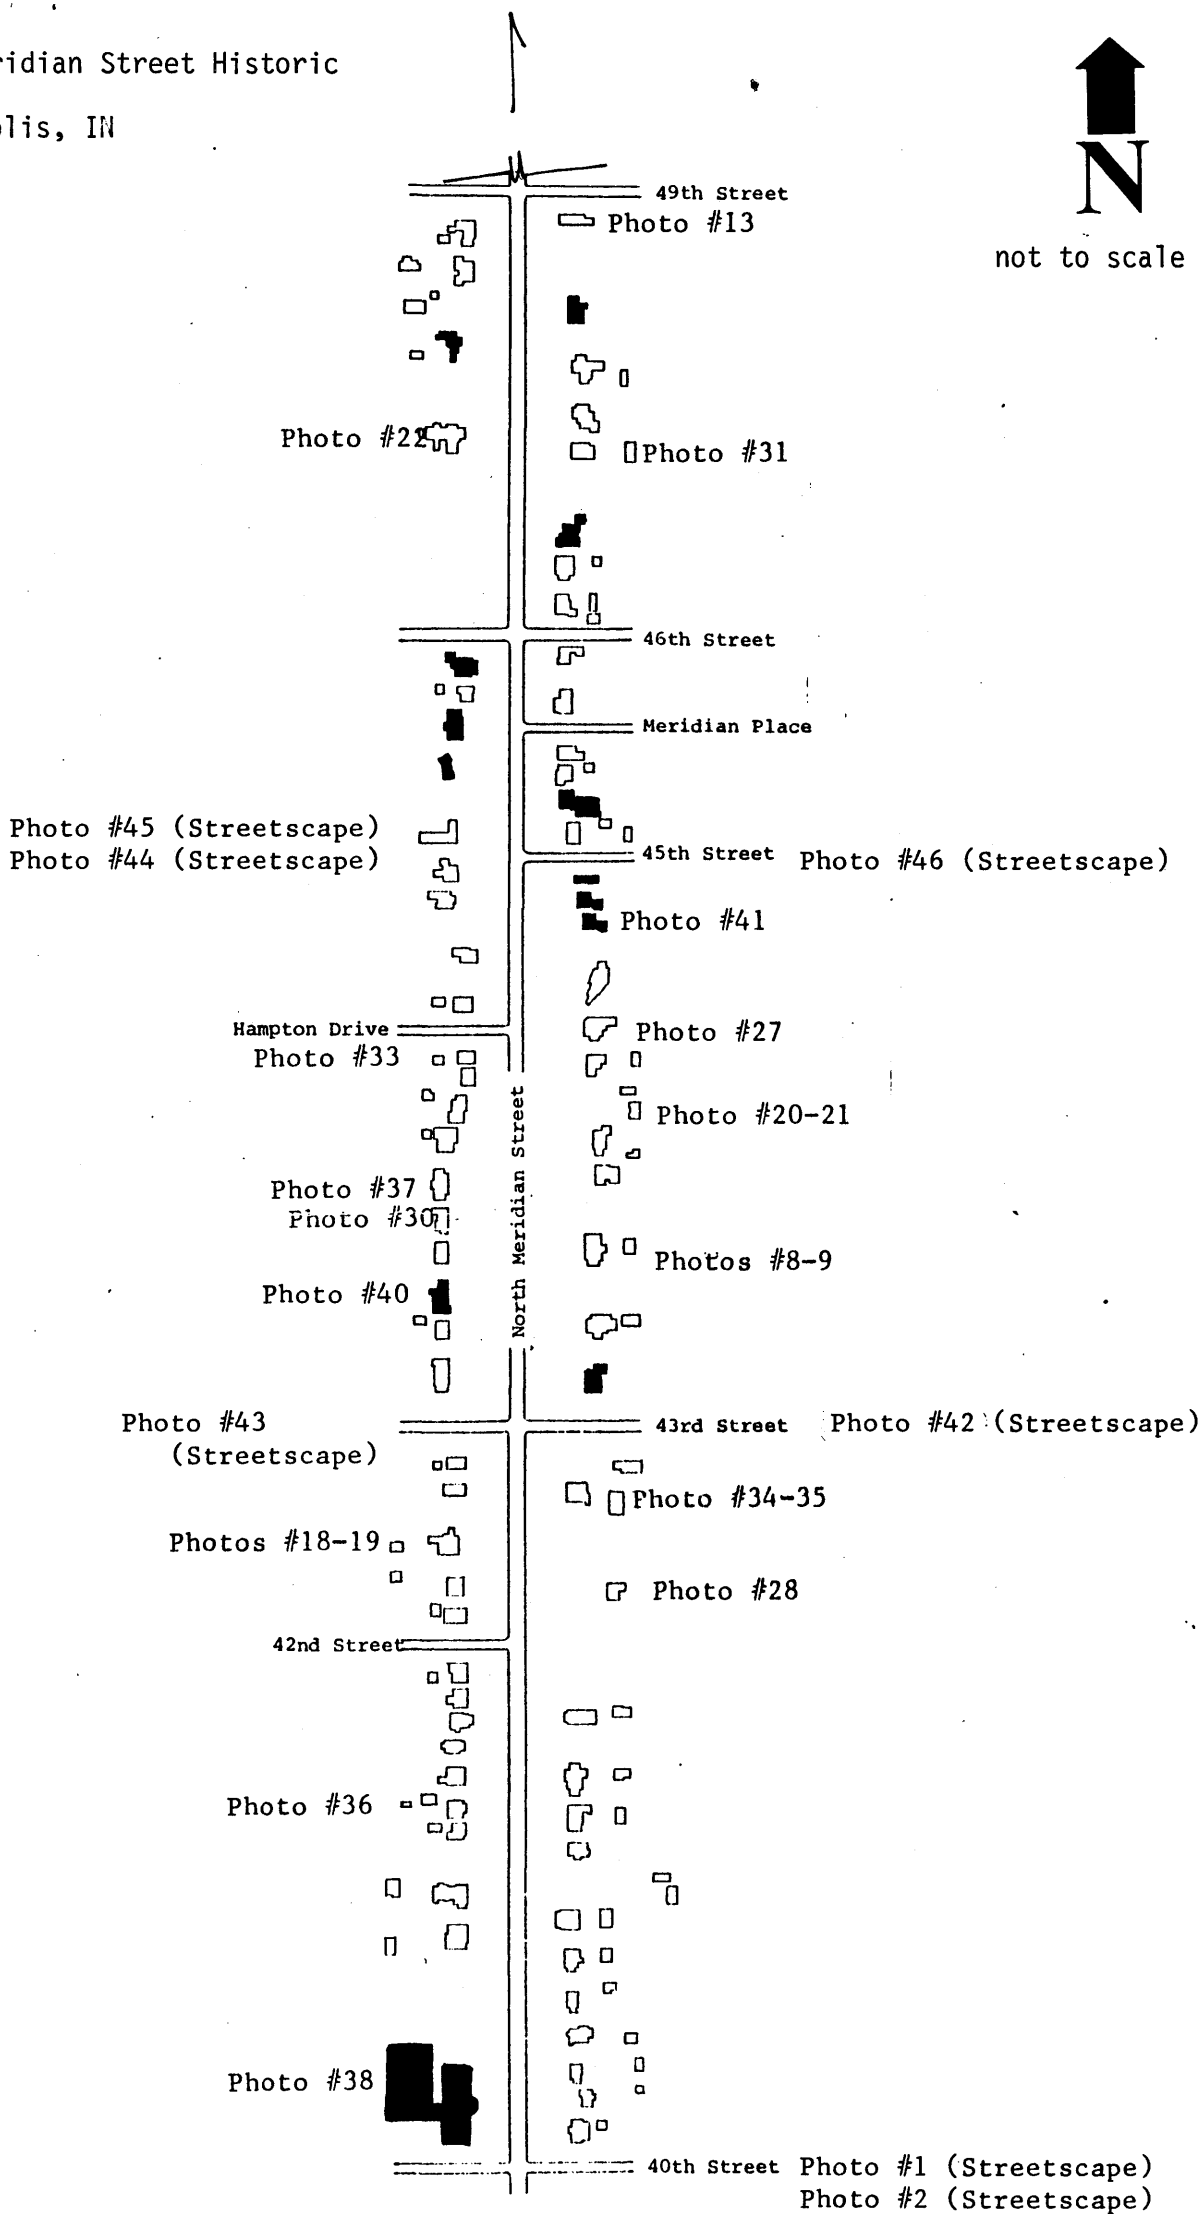 ridian Street Historic
olis, IN
N
not to scale
49th Street
Photo #13
Photo #22
Photo #31
46th Street
Meridian Place
Photo #45 (Streetscape)
Photo #44 (Streetscape)
45th Street Photo #46 (Streetscape)
Photo #41
Hampton Drive
Photo #27
Photo #33
Photo #20-21
North Meridian Street
Photo #37
Photo #30
Photos #8-9
Photo #40
Photo #43
(Streetscape)
43rd Street Photo #42 (Streetscape)
Photo #34-35
Photos #18-19
Photo #28
42nd Street
Photo #36
Photo #38
40th Street Photo #1 (Streetscape)
Photo #2 (Streetscape)